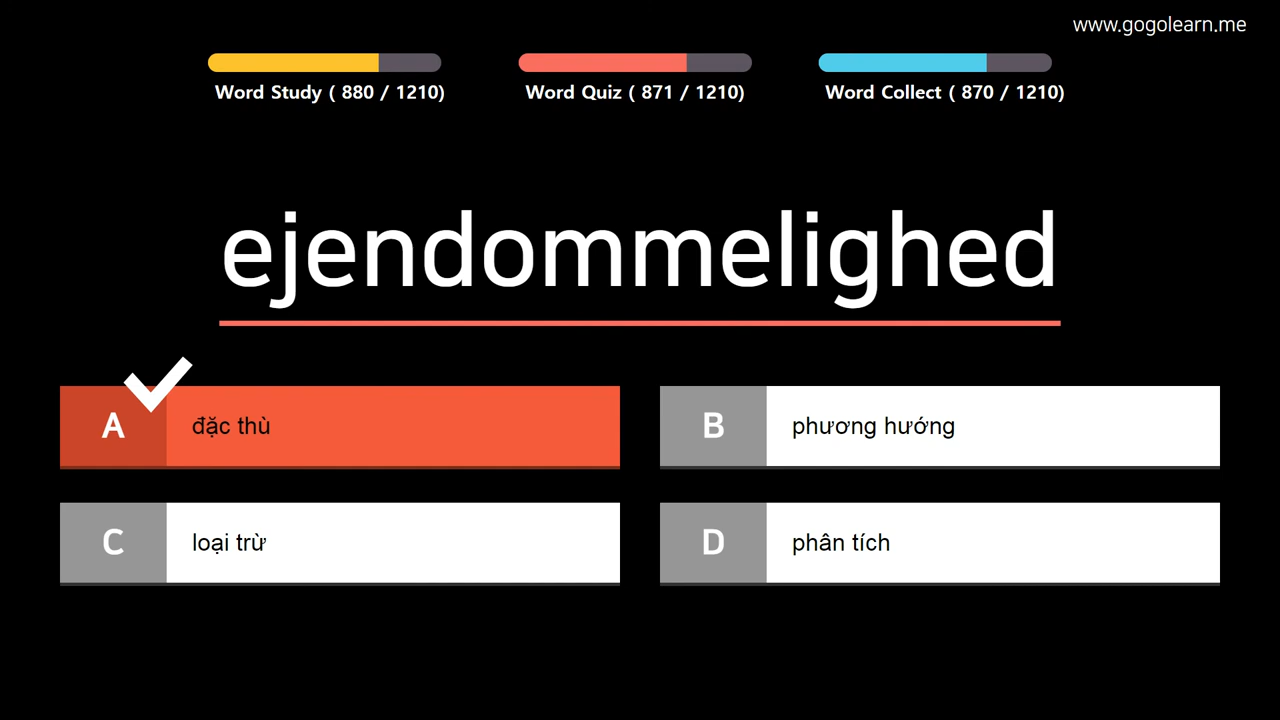 www.gogolearn.me
Word Study ( 880 / 1210)
Word Quiz ( 871 / 1210)
Word Collect ( 870 / 1210)
ejendommelighed
A
đặc thù
B
phương hướng
C
loại trừ
D
phân tích